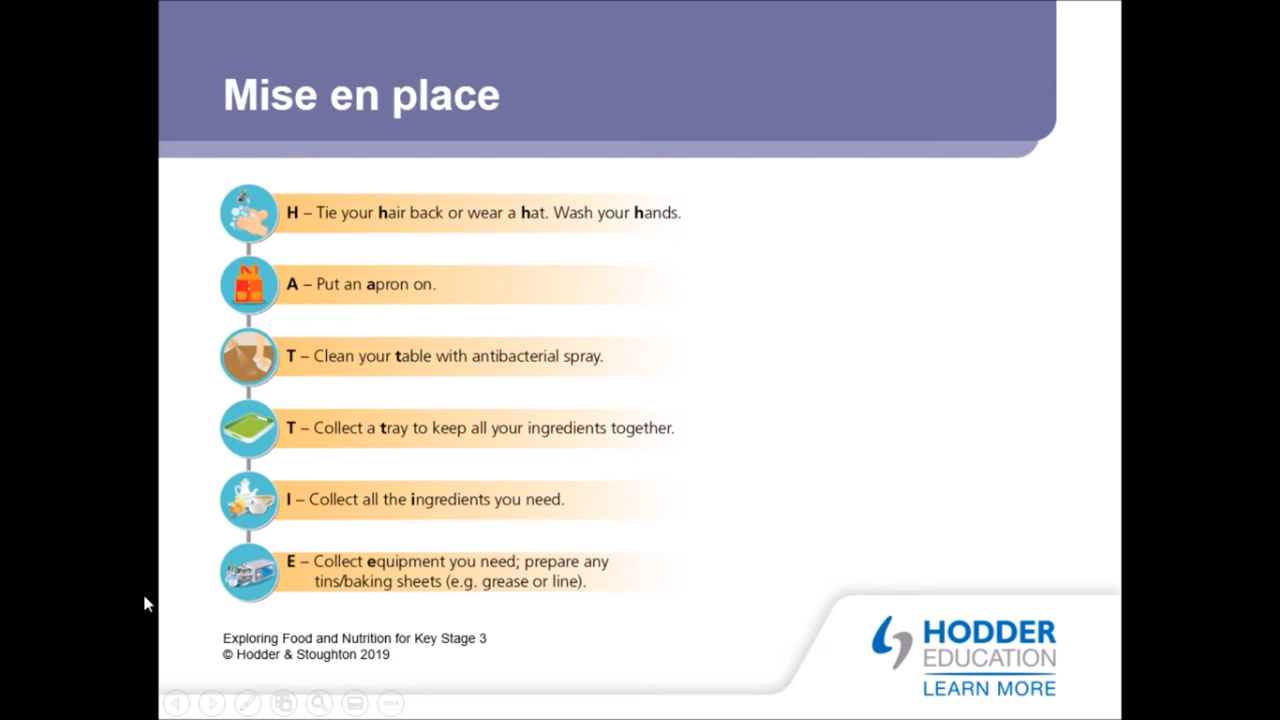 Mise en place
H – Tie your hair back or wear a hat. Wash your hands.
A – Put an apron on.
T – Clean your table with antibacterial spray.
T – Collect a tray to keep all your ingredients together.
I – Collect all the ingredients you need.
E – Collect equipment you need; prepare any
tins/baking sheets (e.g. grease or line).
Exploring Food and Nutrition for Key Stage 3
© Hodder & Stoughton 2019
HODDER
EDUCATION
LEARN MORE